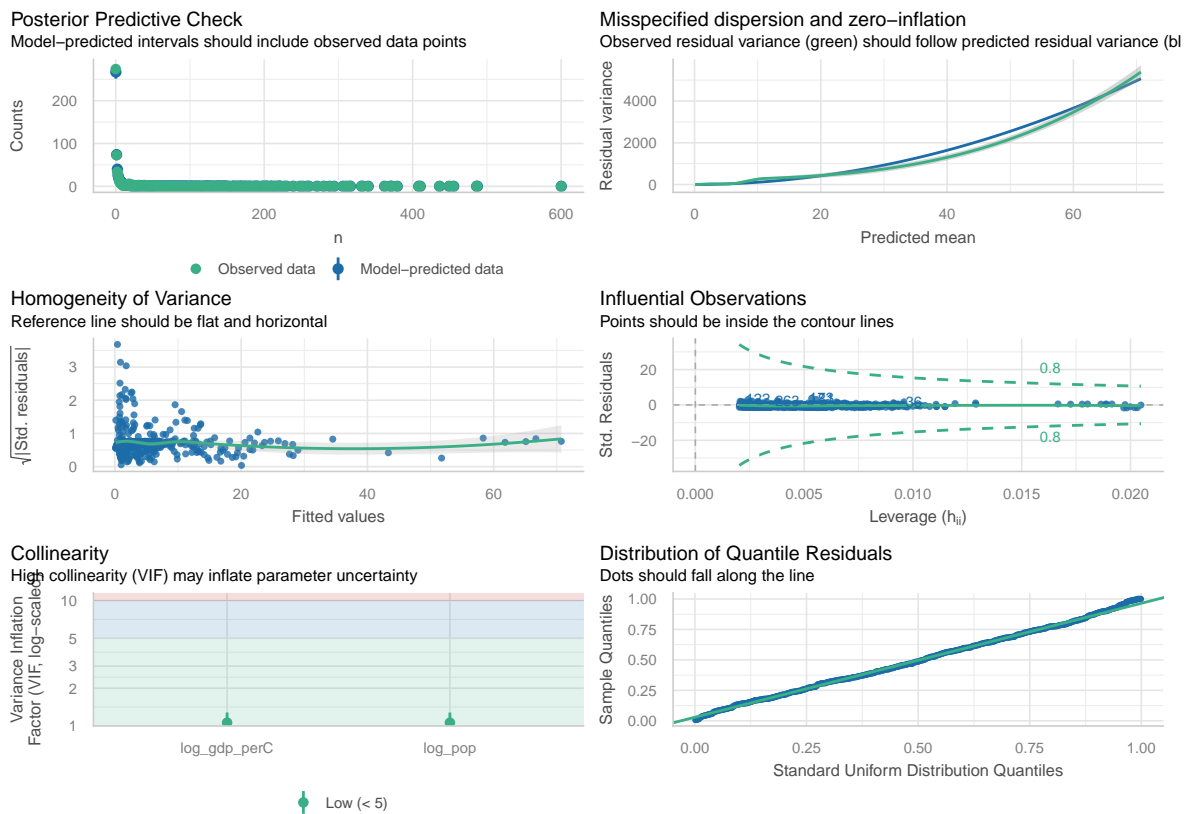 Posterior Predictive Check
Model−predicted intervals should include observed data points
Counts
200
100
0
0
200
400
600
n
Observed data
Model−predicted data
Misspecified dispersion and zero−inflation
Observed residual variance (green) should follow predicted residual variance (bl
Residual variance
4000
2000
0
0
20
40
60
Predicted mean
Homogeneity of Variance
Reference line should be flat and horizontal
√|Std. residuals|
3
2
1
0
0
20
40
60
Fitted values
Influential Observations
Points should be inside the contour lines
Std. Residuals
20
0
−20
0.8
0.8
36
0.000
0.005
0.010
0.015
0.020
Leverage (hii)
Collinearity
High collinearity (VIF) may inflate parameter uncertainty
Variance Inflation
Factor (VIF, log−scaled)
10
5
3
2
1
log_gdp_perC
log_pop
Low (< 5)
Distribution of Quantile Residuals
Dots should fall along the line
Sample Quantiles
1.00
0.75
0.50
0.25
0.00
0.00
0.25
0.50
0.75
1.00
Standard Uniform Distribution Quantiles